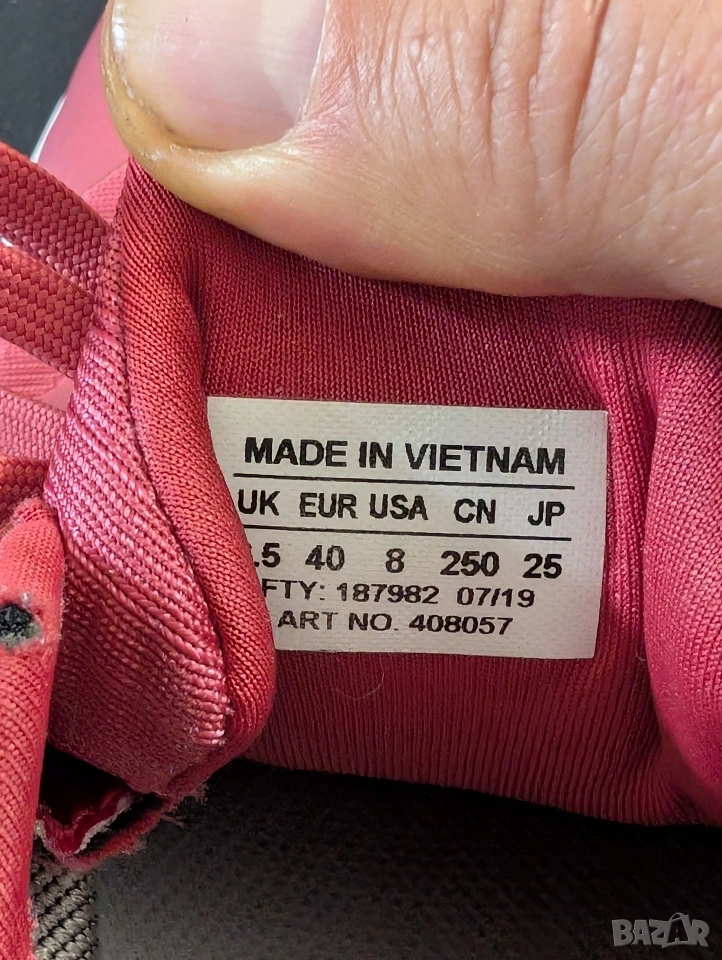 MADE IN VIETNAM
UK EUR USA CN JP
.5 40 8 250 25
FTY: 187982 07/19
ART NO. 408057
BAZAR